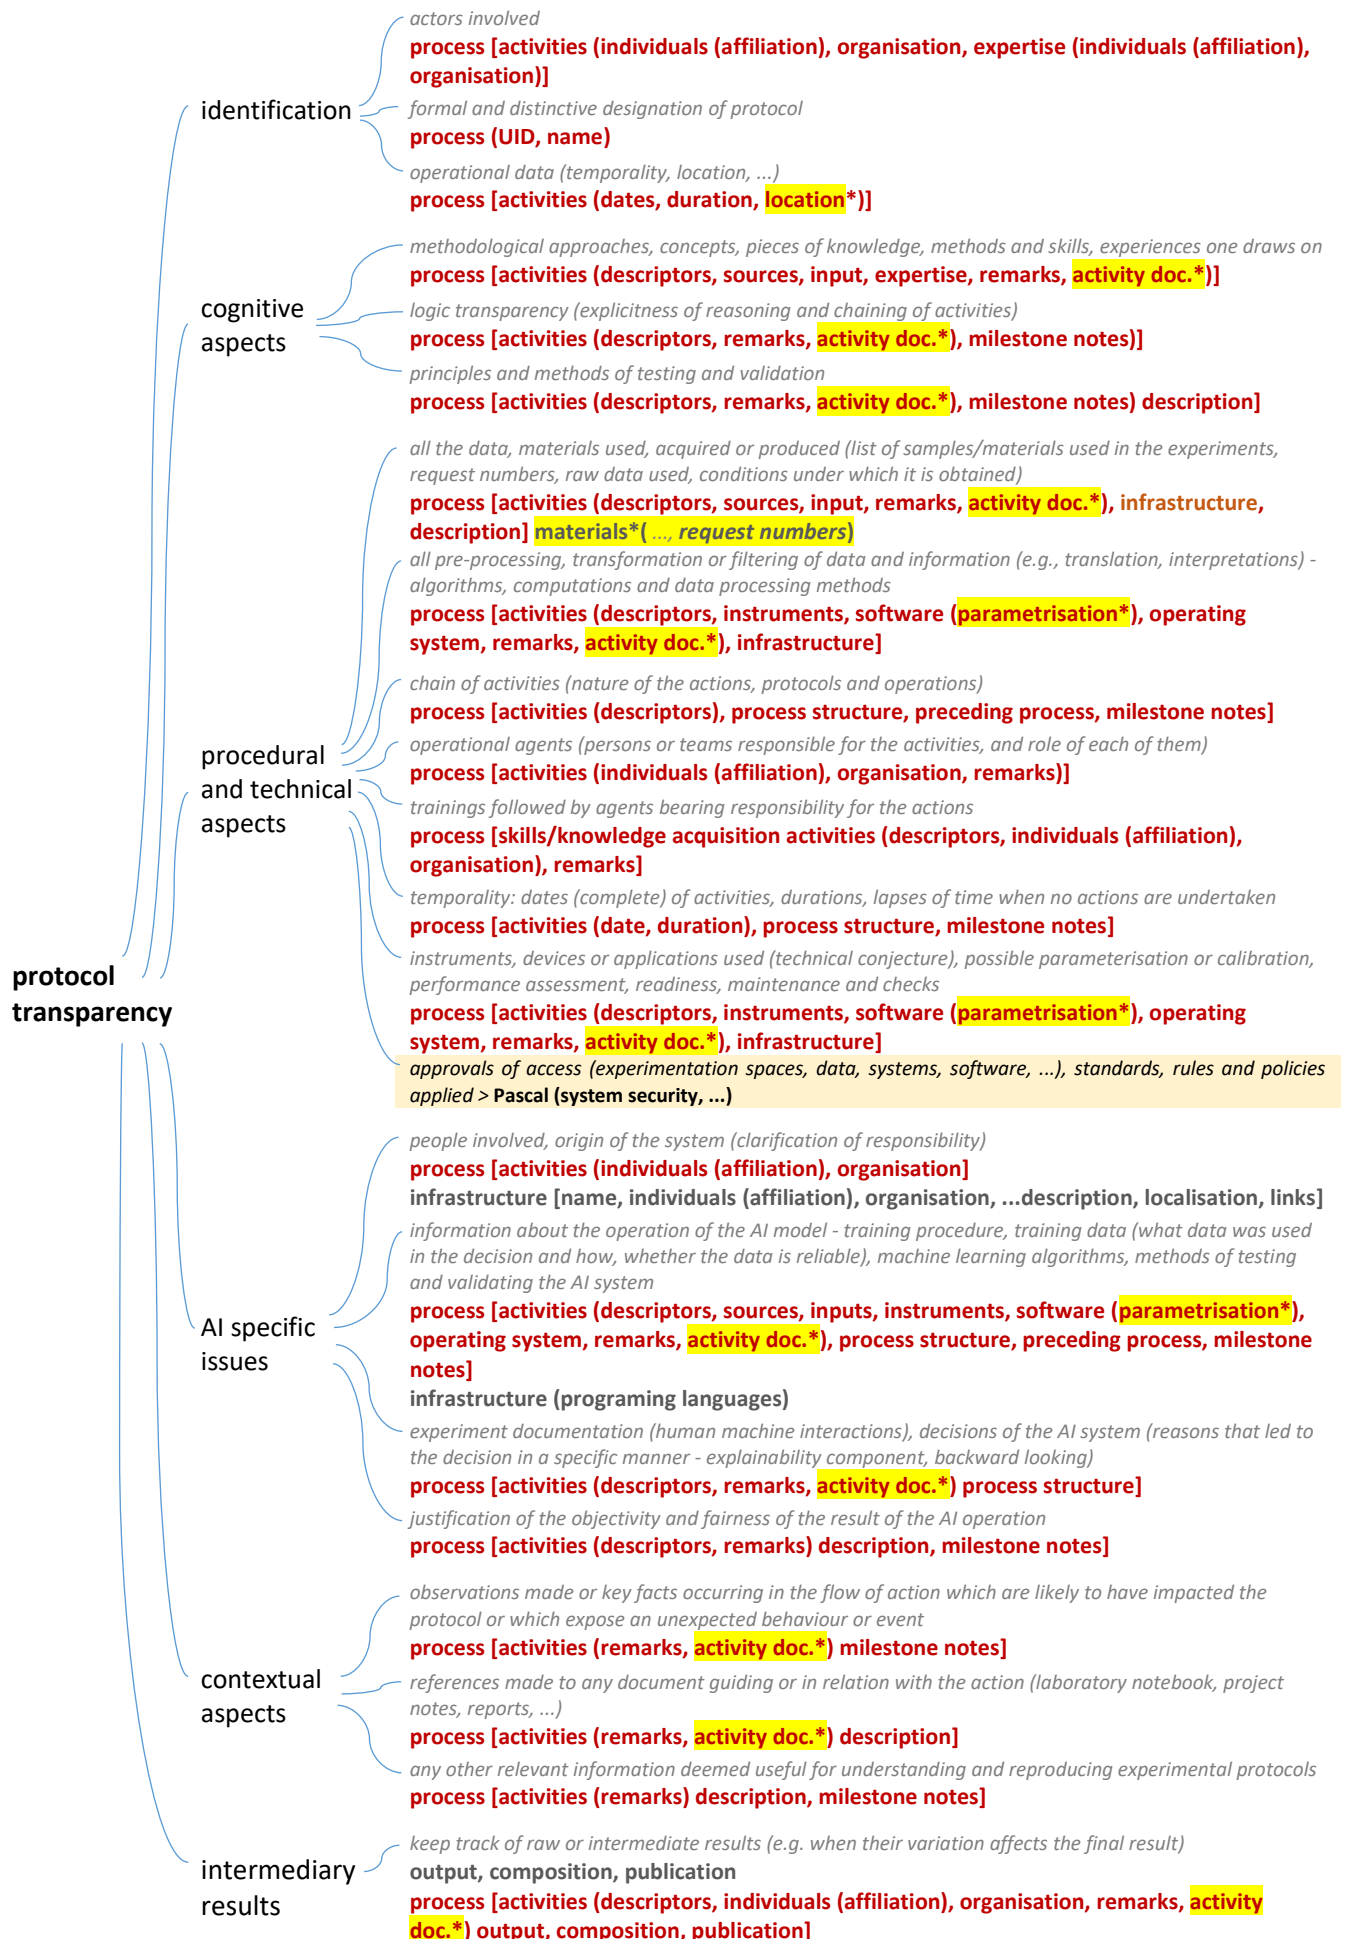 actors involved
process [activities (individuals (affiliation), organisation, expertise (individuals (affiliation),
organisation)]
identification
formal and distinctive designation of protocol
process (UID, name)
operational data (temporality, location, ...)
process [activities (dates, duration, location*)]
methodological approaches, concepts, pieces of knowledge, methods and skills, experiences one draws on
process [activities (descriptors, sources, input, expertise, remarks, activity doc.*)]
cognitive
aspects
logic transparency (explicitness of reasoning and chaining of activities)
process [activities (descriptors, remarks, activity doc.*), milestone notes)]
principles and methods of testing and validation
process [activities (descriptors, remarks, activity doc.*), milestone notes) description]
all the data, materials used, acquired or produced (list of samples/materials used in the experiments,
request numbers, raw data used, conditions under which it is obtained)
process [activities (descriptors, sources, input, remarks, activity doc.*), infrastructure,
description] materials*( ..., request numbers)
all pre-processing, transformation or filtering of data and information (e.g., translation, interpretations) -
algorithms, computations and data processing methods
process [activities (descriptors, instruments, software (parametrisation*), operating
system, remarks, activity doc.*), infrastructure]
chain of activities (nature of the actions, protocols and operations)
process [activities (descriptors), process structure, preceding process, milestone notes]
procedural
and technical
aspects
operational agents (persons or teams responsible for the activities, and role of each of them)
process [activities (individuals (affiliation), organisation, remarks)]
trainings followed by agents bearing responsibility for the actions
process [skills/knowledge acquisition activities (descriptors, individuals (affiliation),
organisation), remarks]
temporality: dates (complete) of activities, durations, lapses of time when no actions are undertaken
process [activities (date, duration), process structure, milestone notes]
protocol
transparency
instruments, devices or applications used (technical conjecture), possible parameterisation or calibration,
performance assessment, readiness, maintenance and checks
process [activities (descriptors, instruments, software (parametrisation*), operating
system, remarks, activity doc.*), infrastructure]
approvals of access (experimentation spaces, data, systems, software, ...), standards, rules and policies
applied > Pascal (system security, ...)
people involved, origin of the system (clarification of responsibility)
process [activities (individuals (affiliation), organisation]
infrastructure [name, individuals (affiliation), organisation, ...description, localisation, links]
information about the operation of the AI model - training procedure, training data (what data was used
in the decision and how, whether the data is reliable), machine learning algorithms, methods of testing
and validating the AI system
AI specific
issues
process [activities (descriptors, sources, inputs, instruments, software (parametrisation*),
operating system, remarks, activity doc.*), process structure, preceding process, milestone
notes]
infrastructure (programing languages)
experiment documentation (human machine interactions), decisions of the AI system (reasons that led to
the decision in a specific manner - explainability component, backward looking)
process [activities (descriptors, remarks, activity doc.*) process structure]
justification of the objectivity and fairness of the result of the AI operation
process [activities (descriptors, remarks) description, milestone notes]
observations made or key facts occurring in the flow of action which are likely to have impacted the
protocol or which expose an unexpected behaviour or event
process [activities (remarks, activity doc.*) milestone notes]
contextual
aspects
references made to any document guiding or in relation with the action (laboratory notebook, project
notes, reports, ...)
process [activities (remarks, activity doc.*) description]
any other relevant information deemed useful for understanding and reproducing experimental protocols
process [activities (remarks) description, milestone notes]
intermediary
results
keep track of raw or intermediate results (e.g. when their variation affects the final result)
output, composition, publication
process [activities (descriptors, individuals (affiliation), organisation, remarks, activity
doc.*) output, composition, publication]